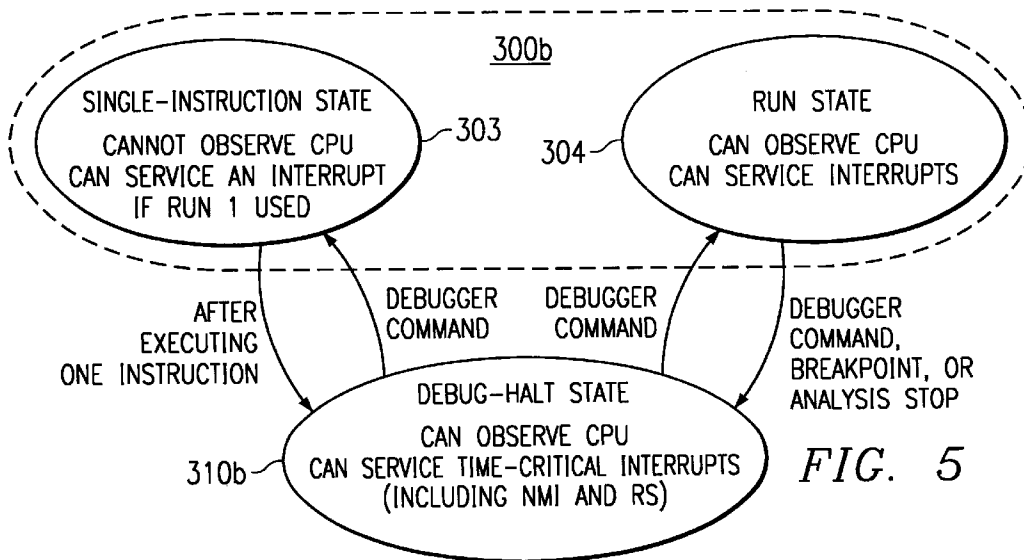 300b
SINGLE-INSTRUCTION STATE
CANNOT OBSERVE CPU
CAN SERVICE AN INTERRUPT
IF RUN 1 USED
303
RUN STATE
CAN OBSERVE CPU
CAN SERVICE INTERRUPTS
304
AFTER
EXECUTING
ONE INSTRUCTION
DEBUGGER
COMMAND
DEBUGGER
COMMAND
DEBUGGER
COMMAND,
BREAKPOINT, OR
ANALYSIS STOP
DEBUG-HALT STATE
CAN OBSERVE CPU
CAN SERVICE TIME-CRITICAL INTERRUPTS
(INCLUDING NMI AND RS)
310b
FIG. 5